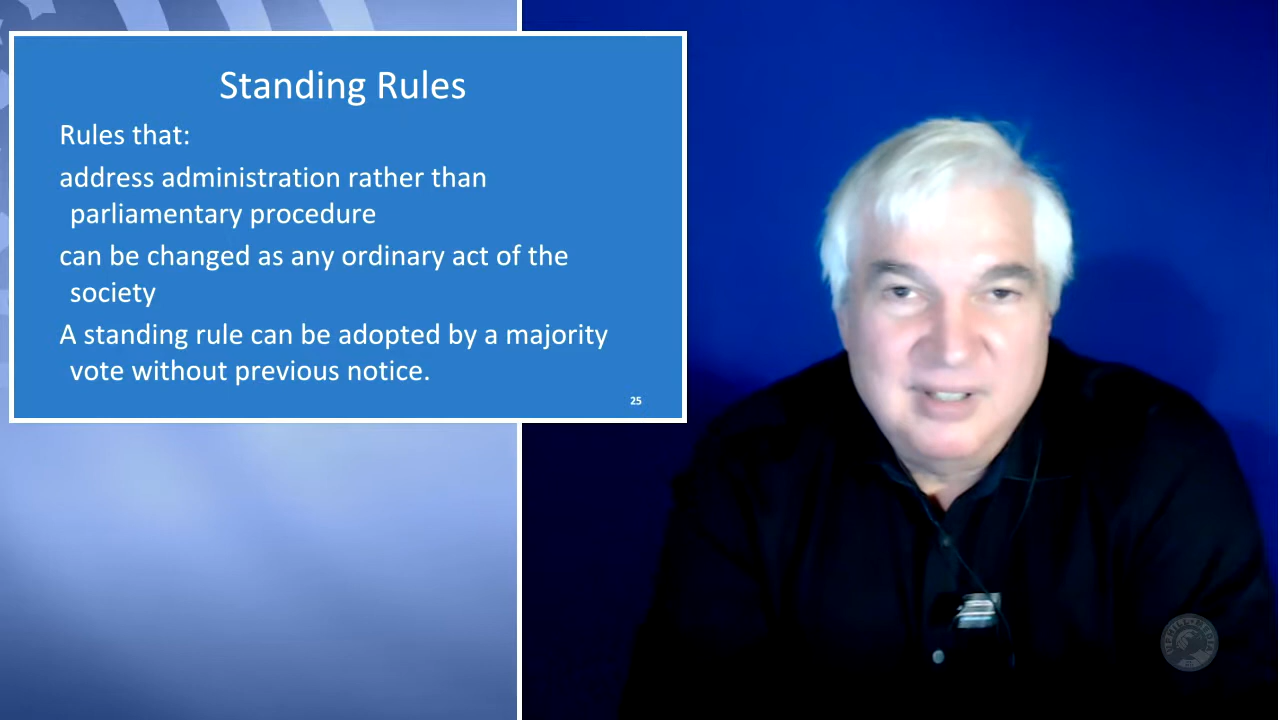 Standing Rules
Rules that:
address administration rather than
parliamentary procedure
can be changed as any ordinary act of the
society
A standing rule can be adopted by a majority
vote without previous notice.
25